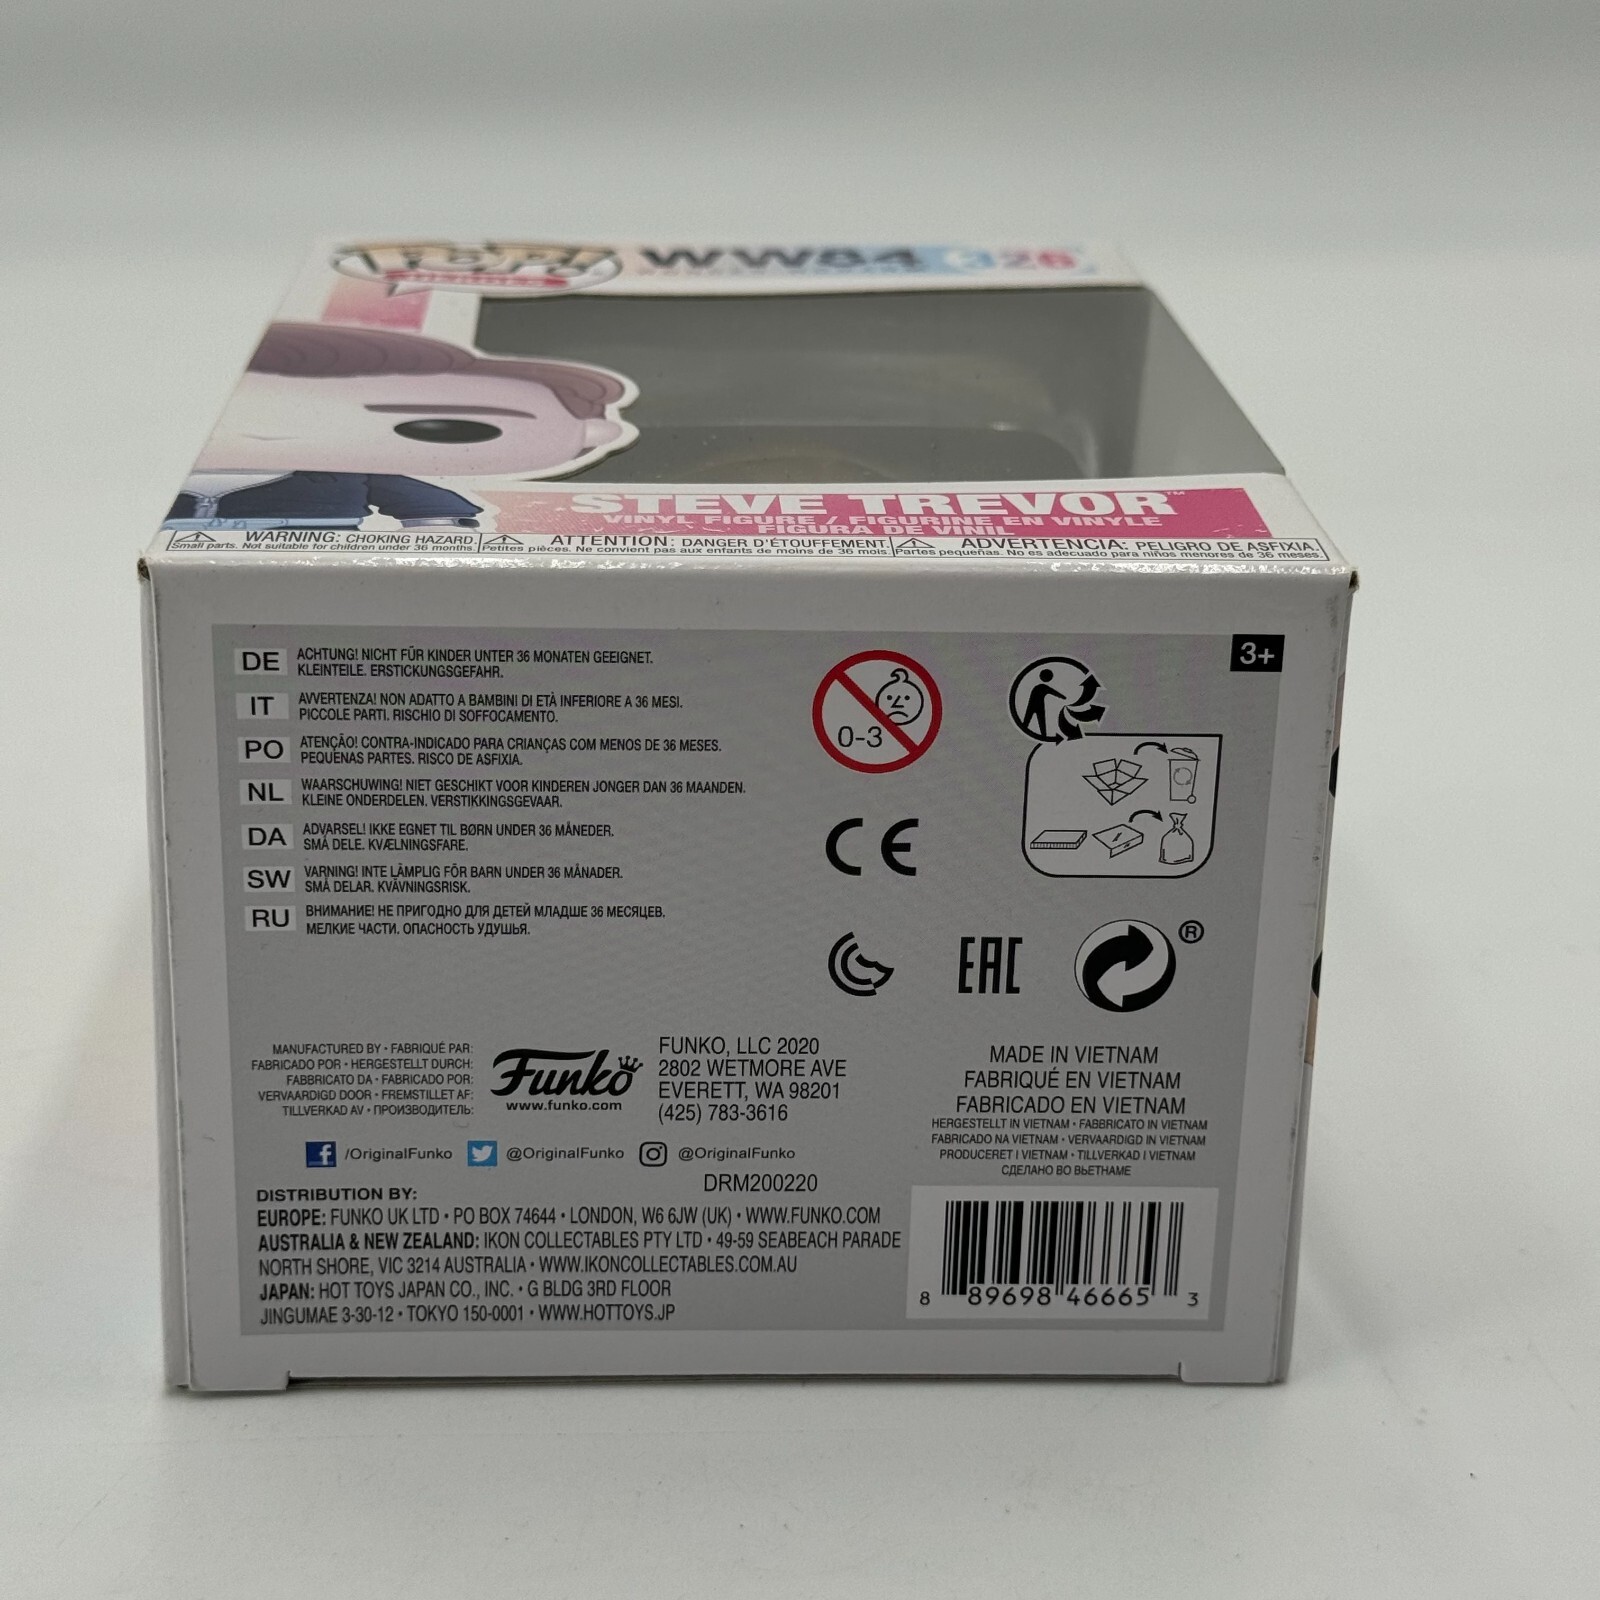 POP!
HEROES
WW84
326
STEVE TREVOR™
VINYL FIGURE / FIGURINE EN VINYLE
FIGURA DE VINIL
WARNING: CHOKING HAZARD.
Small parts. Not suitable for children under 36 months.
ATTENTION: DANGER D'ÉTOUFFEMENT.
Petites pièces. Ne convient pas aux enfants de moins de 36 mois.
ADVERTENCIA: PELIGRO DE ASFIXIA.
Partes pequeñas. No es adecuado para niños menores de 36 meses.
DE ACHTUNG! NICHT FÜR KINDER UNTER 36 MONATEN GEEIGNET.
KLEINTEILE. ERSTICKUNGSGEFAHR.
IT AVVERTENZA! NON ADATTO A BAMBINI DI ETÀ INFERIORE A 36 MESI.
PICCOLE PARTI. RISCHIO DI SOFFOCAMENTO.
PO ATENÇÃO! CONTRA-INDICADO PARA CRIANÇAS COM MENOS DE 36 MESES.
PEQUENAS PARTES. RISCO DE ASFIXIA.
NL WAARSCHUWING! NIET GESCHIKT VOOR KINDEREN JONGER DAN 36 MAANDEN.
KLEINE ONDERDELEN. VERSTIKKINGSGEVAAR.
DA ADVARSEL! IKKE EGNET TIL BØRN UNDER 36 MÅNEDER.
SMÅ DELE. KVÆLNINGSFARE.
SW VARNING! INTE LÄMPLIG FÖR BARN UNDER 36 MÅNADER.
SMÅ DELAR. KVÄVNINGSRISK.
RU ВНИМАНИЕ! НЕ ПРИГОДНО ДЛЯ ДЕТЕЙ МЛАДШЕ 36 МЕСЯЦЕВ.
МЕЛКИЕ ЧАСТИ. ОПАСНОСТЬ УДУШЬЯ.
0-3
3+
CE
EAC
®
MANUFACTURED BY • FABRIQUÉ PAR:
FABRICADO POR • HERGESTELLT DURCH:
FABBRICATO DA • FABRICADO POR:
VERVAARDIGD DOOR • FREMSTILLET AF:
TILLVERKAD AV • ПРОИЗВОДИТЕЛЬ:
Funko
www.funko.com
FUNKO, LLC 2020
2802 WETMORE AVE
EVERETT, WA 98201
(425) 783-3616
MADE IN VIETNAM
FABRIQUÉ EN VIETNAM
FABRICADO EN VIETNAM
HERGESTELLT IN VIETNAM • FABBRICATO IN VIETNAM
FABRICADO NA VIETNAM • VERVAARDIGD IN VIETNAM
PRODUCERET I VIETNAM • TILLVERKAD I VIETNAM
СДЕЛАНО ВО ВЬЕТНАМЕ
/OriginalFunko @OriginalFunko @OriginalFunko
DRM200220
DISTRIBUTION BY:
EUROPE: FUNKO UK LTD • PO BOX 74644 • LONDON, W6 6JW (UK) • WWW.FUNKO.COM
AUSTRALIA & NEW ZEALAND: IKON COLLECTABLES PTY LTD • 49-59 SEABEACH PARADE
NORTH SHORE, VIC 3214 AUSTRALIA • WWW.IKONCOLLECTABLES.COM.AU
JAPAN: HOT TOYS JAPAN CO., INC. • G BLDG 3RD FLOOR
JINGUMAE 3-30-12 • TOKYO 150-0001 • WWW.HOTTOYS.JP
8 89698 46665 3